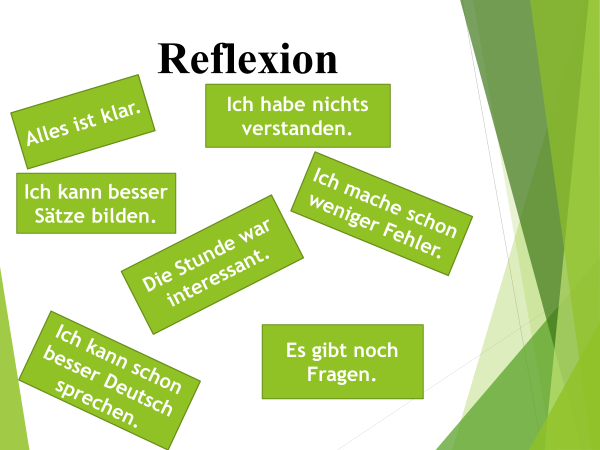 Reflexion
Alles ist klar.
Ich habe nichts
verstanden.
Ich kann besser
Sätze bilden.
Ich mache schon
weniger Fehler.
Die Stunde war
interessant.
Ich kann schon
besser Deutsch
sprechen.
Es gibt noch
Fragen.